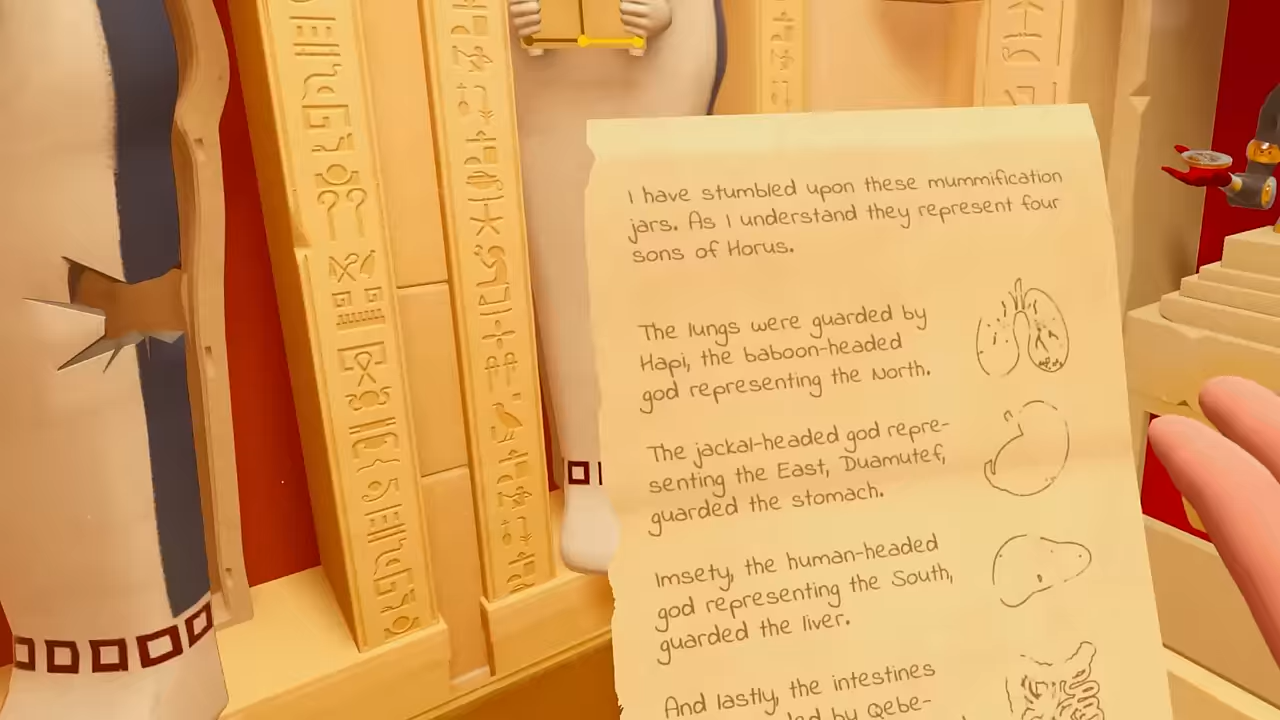 I have stumbled upon these mummification
jars. As I understand they represent four
sons of Horus.
The lungs were guarded by
Hapi, the baboon-headed
god representing the North.
The jackal-headed god repre-
senting the East, Duamutef,
guarded the stomach.
Imsety, the human-headed
god representing the South,
guarded the liver.
And lastly, the intestines
by Qebe-